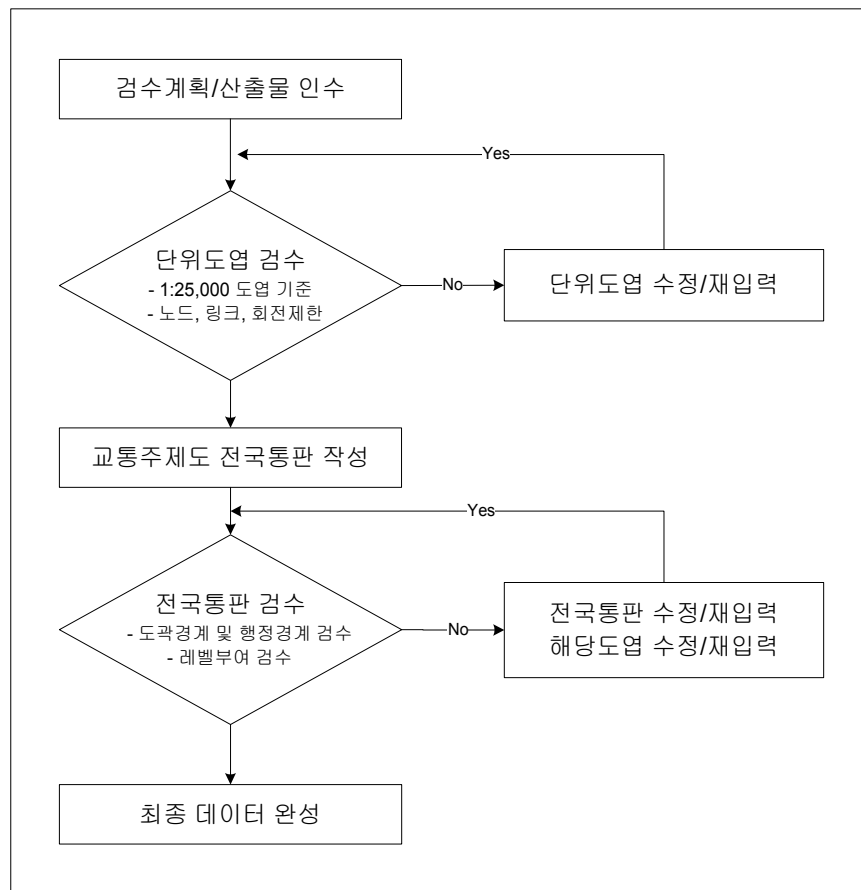 검수계획/산출물 인수
Yes
단위도엽 검수
- 1:25,000 도엽 기준
- 노드, 링크, 회전제한
No
단위도엽 수정/재입력
교통주제도 전국통판 작성
Yes
전국통판 검수
- 도곽경계 및 행정경계 검수
- 레벨부여 검수
No
전국통판 수정/재입력
해당도엽 수정/재입력
최종 데이터 완성